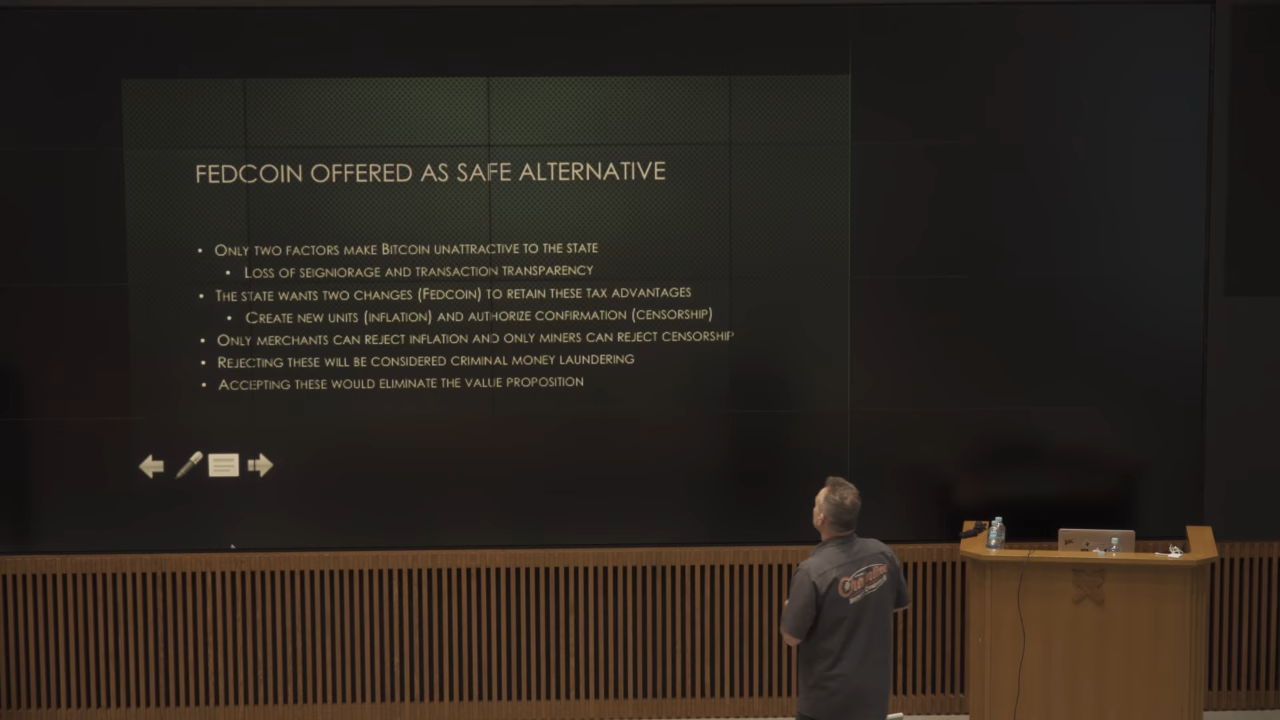 FEDCOIN OFFERED AS SAFE ALTERNATIVE
• ONLY TWO FACTORS MAKE BITCOIN UNATTRACTIVE TO THE STATE
• LOSS OF SEIGNIORAGE AND TRANSACTION TRANSPARENCY
• THE STATE WANTS TWO CHANGES (FEDCOIN) TO RETAIN THESE TAX ADVANTAGES
• CREATE NEW UNITS (INFLATION) AND AUTHORIZE CONFIRMATION (CENSORSHIP)
• ONLY MERCHANTS CAN REJECT INFLATION AND ONLY MINERS CAN REJECT CENSORSHIP
• REJECTING THESE WILL BE CONSIDERED CRIMINAL MONEY LAUNDERING
• ACCEPTING THESE WOULD ELIMINATE THE VALUE PROPOSITION